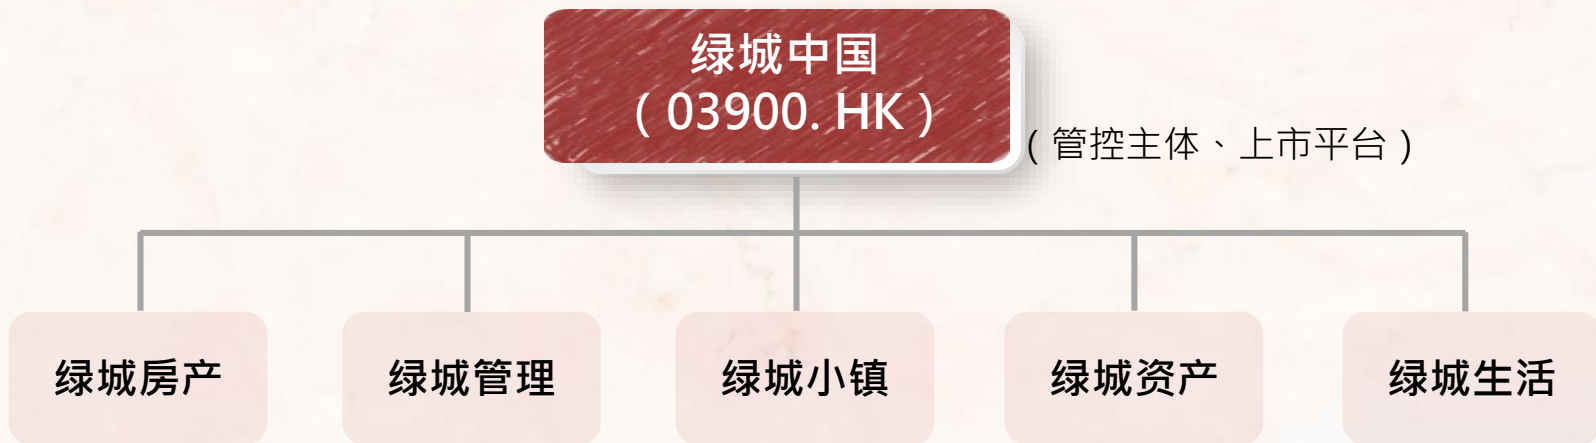 绿城中国
（03900. HK）
（管控主体、上市平台）
绿城房产
绿城管理
绿城小镇
绿城资产
绿城生活